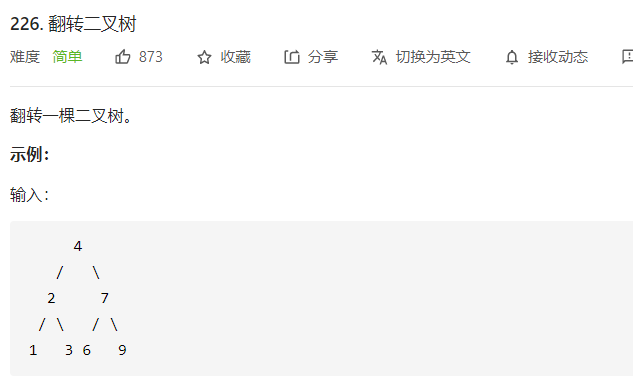 226. 翻转二叉树
难度 简单 873 收藏 分享 切换为英文 接收动态
翻转一棵二叉树。
示例：
输入：
4
/ \
2 7
/ \ / \
1 3 6 9